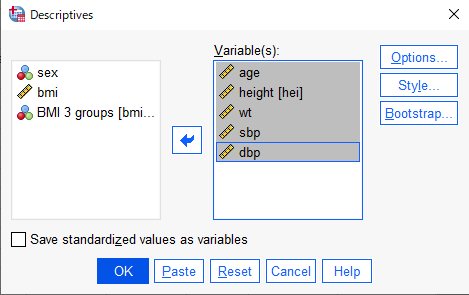 Descriptives
Variable(s):
sex
bmi
BMI 3 groups [bmi...
age
height [hei]
wt
sbp
dbp
Options...
Style...
Bootstrap...
Save standardized values as variables
OK
Paste
Reset
Cancel
Help